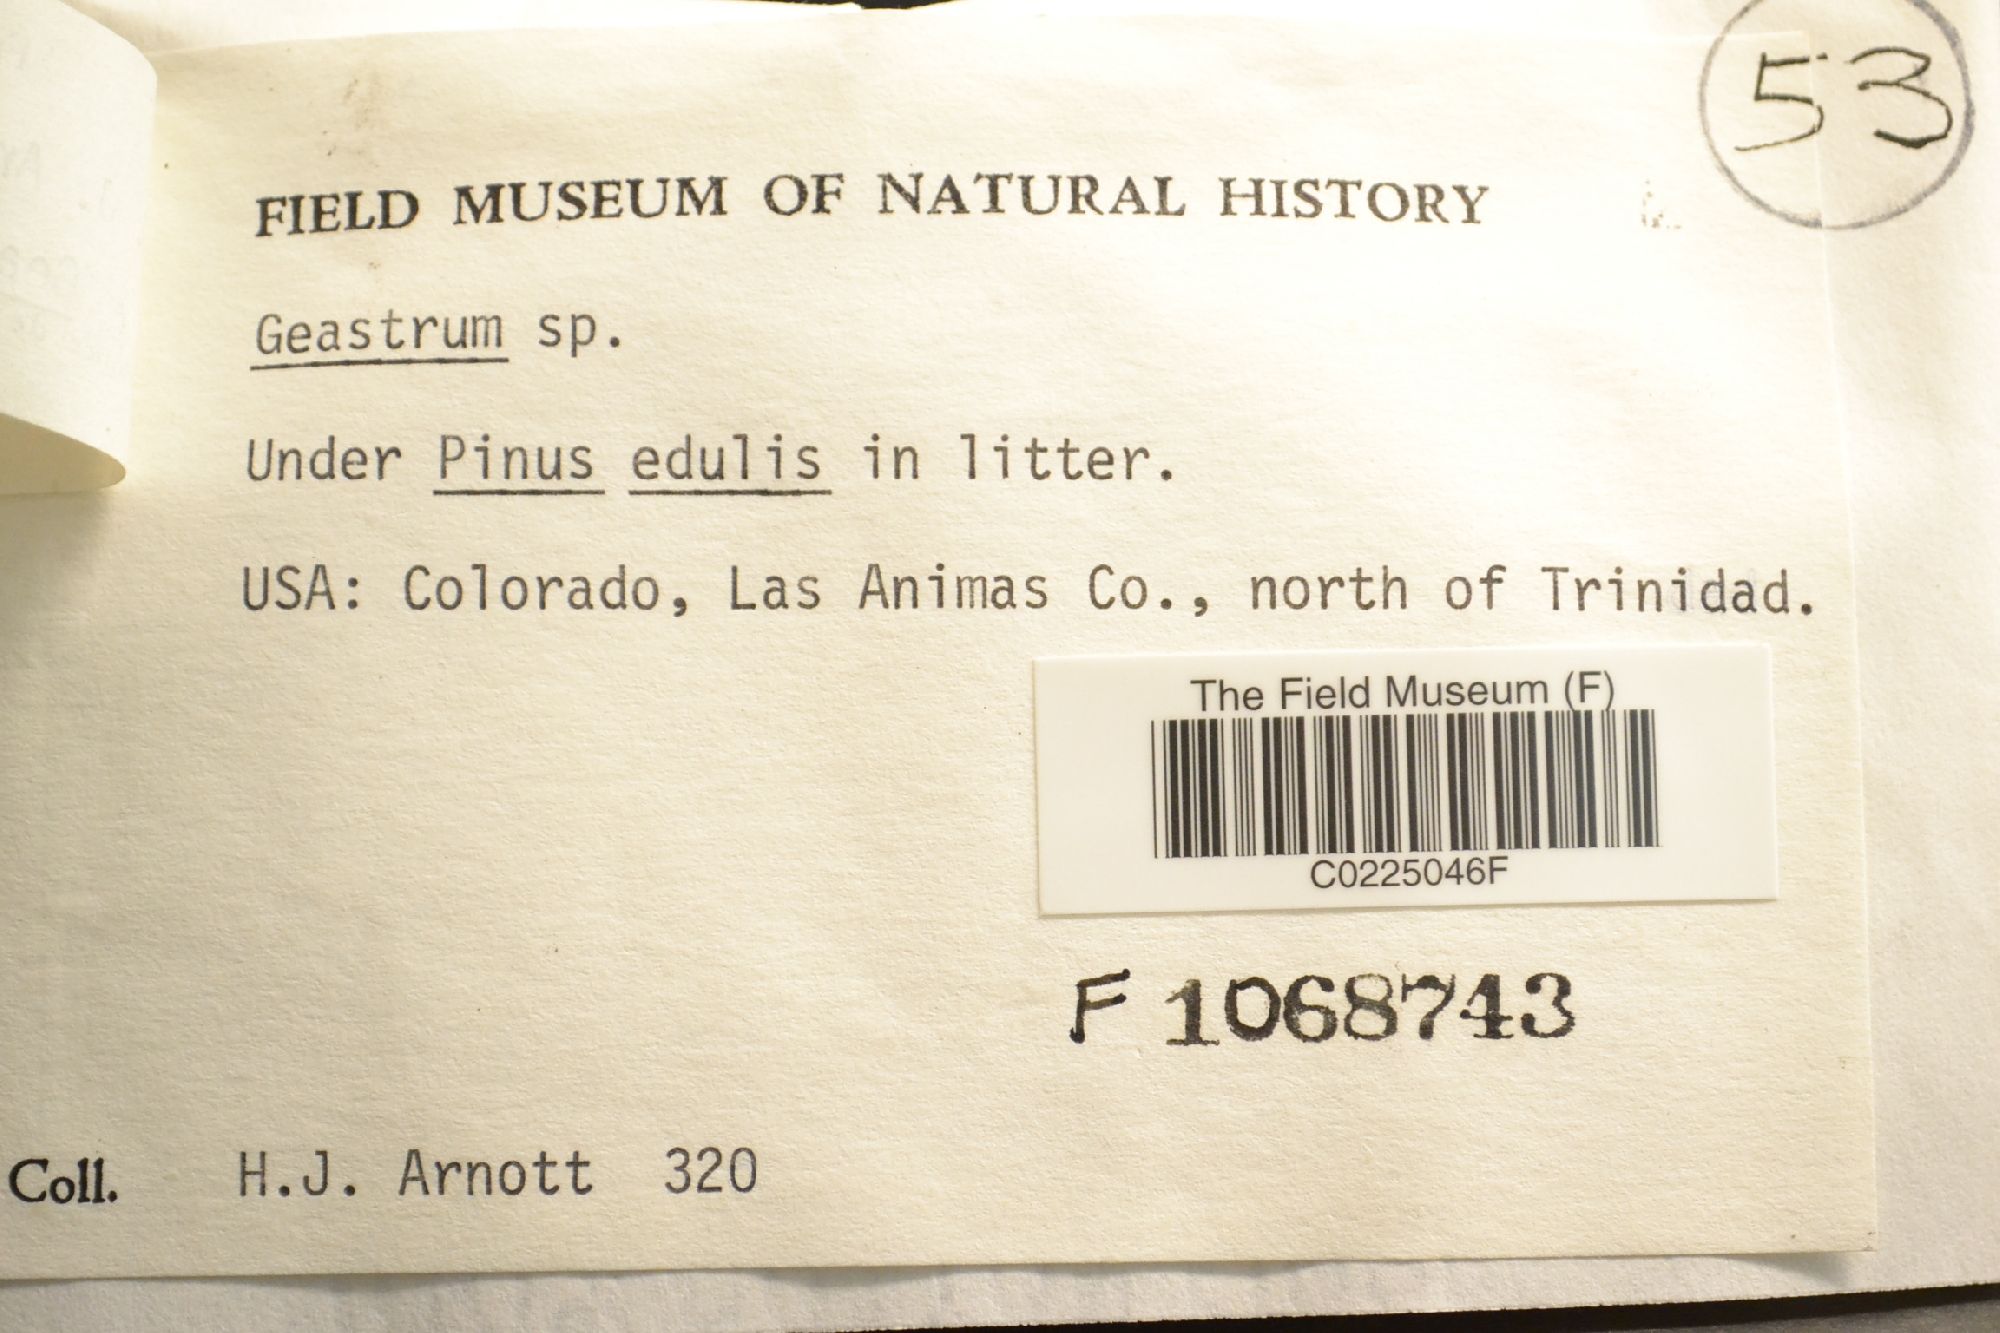 53
FIELD MUSEUM OF NATURAL HISTORY
Geastrum sp.
Under Pinus edulis in litter.
USA: Colorado, Las Animas Co., north of Trinidad.
The Field Museum (F)
C0225046F
F 1068743
Coll. H.J. Arnott 320